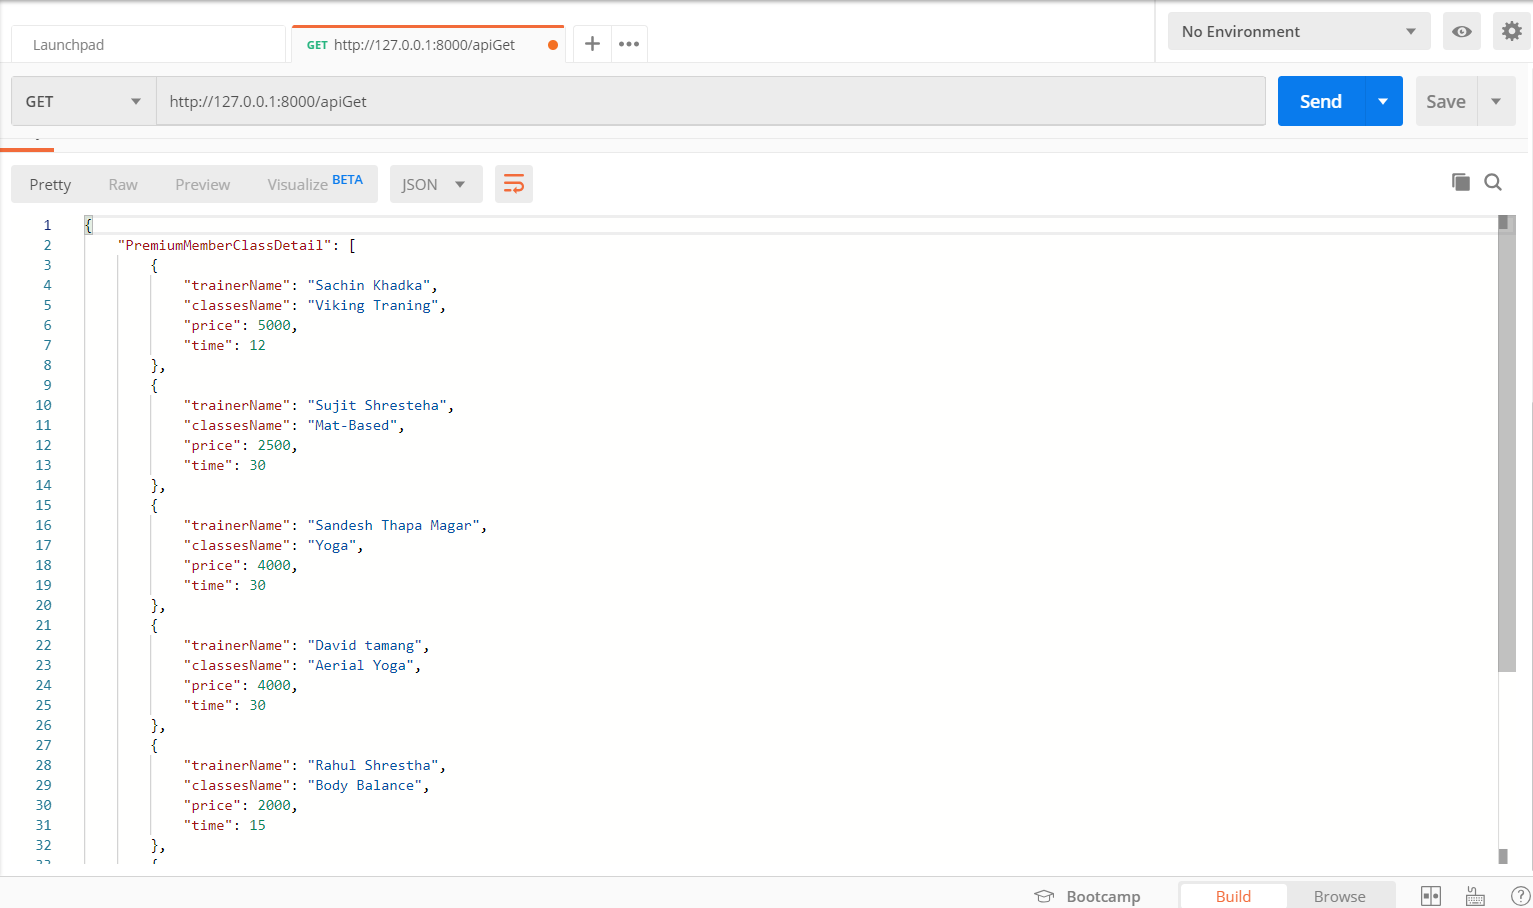 Launchpad
GET http://127.0.0.1:8000/apiGet
No Environment
GET http://127.0.0.1:8000/apiGet
Send
Save
Pretty Raw Preview Visualize BETA JSON
1 {
2 "PremiumMemberClassDetail": [
3 {
4 "trainerName": "Sachin Khadka",
5 "classesName": "Viking Traning",
6 "price": 5000,
7 "time": 12
8 },
9 {
10 "trainerName": "Sujit Shresteha",
11 "classesName": "Mat-Based",
12 "price": 2500,
13 "time": 30
14 },
15 {
16 "trainerName": "Sandesh Thapa Magar",
17 "classesName": "Yoga",
18 "price": 4000,
19 "time": 30
20 },
21 {
22 "trainerName": "David tamang",
23 "classesName": "Aerial Yoga",
24 "price": 4000,
25 "time": 30
26 },
27 {
28 "trainerName": "Rahul Shrestha",
29 "classesName": "Body Balance",
30 "price": 2000,
31 "time": 15
32 },
33 {
Bootcamp Build Browse